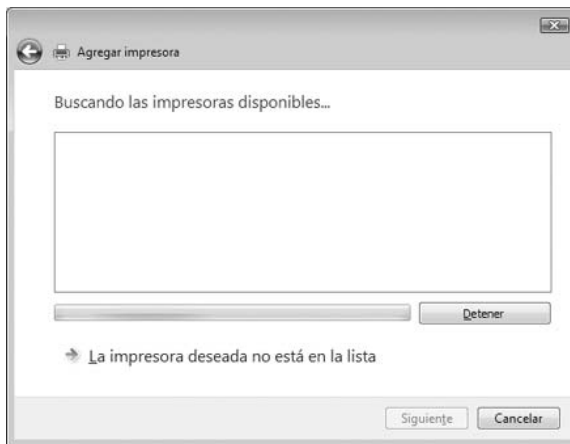 Agregar impresora
Buscando las impresoras disponibles...
Detener
La impresora deseada no está en la lista
Siguiente
Cancelar